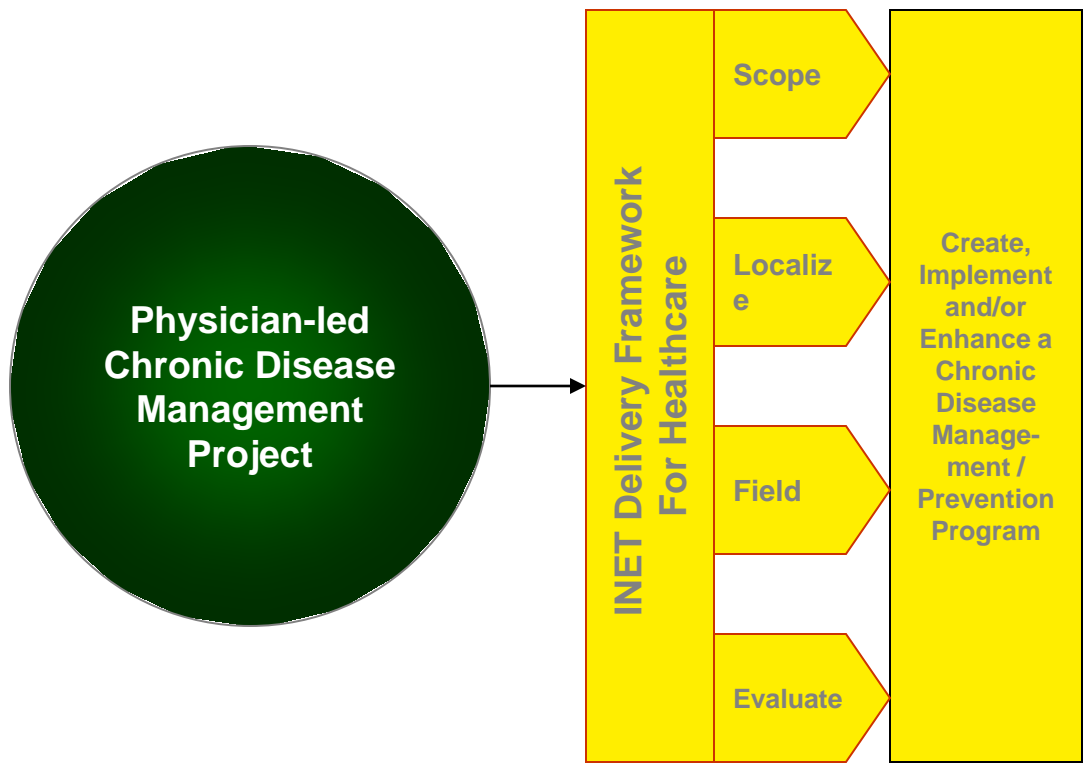 Physician-led
Chronic Disease
Management
Project
INET Delivery Framework
For Healthcare
Scope
Localiz
e
Field
Evaluate
Create,
Implement
and/or
Enhance a
Chronic
Disease
Manage-
ment /
Prevention
Program